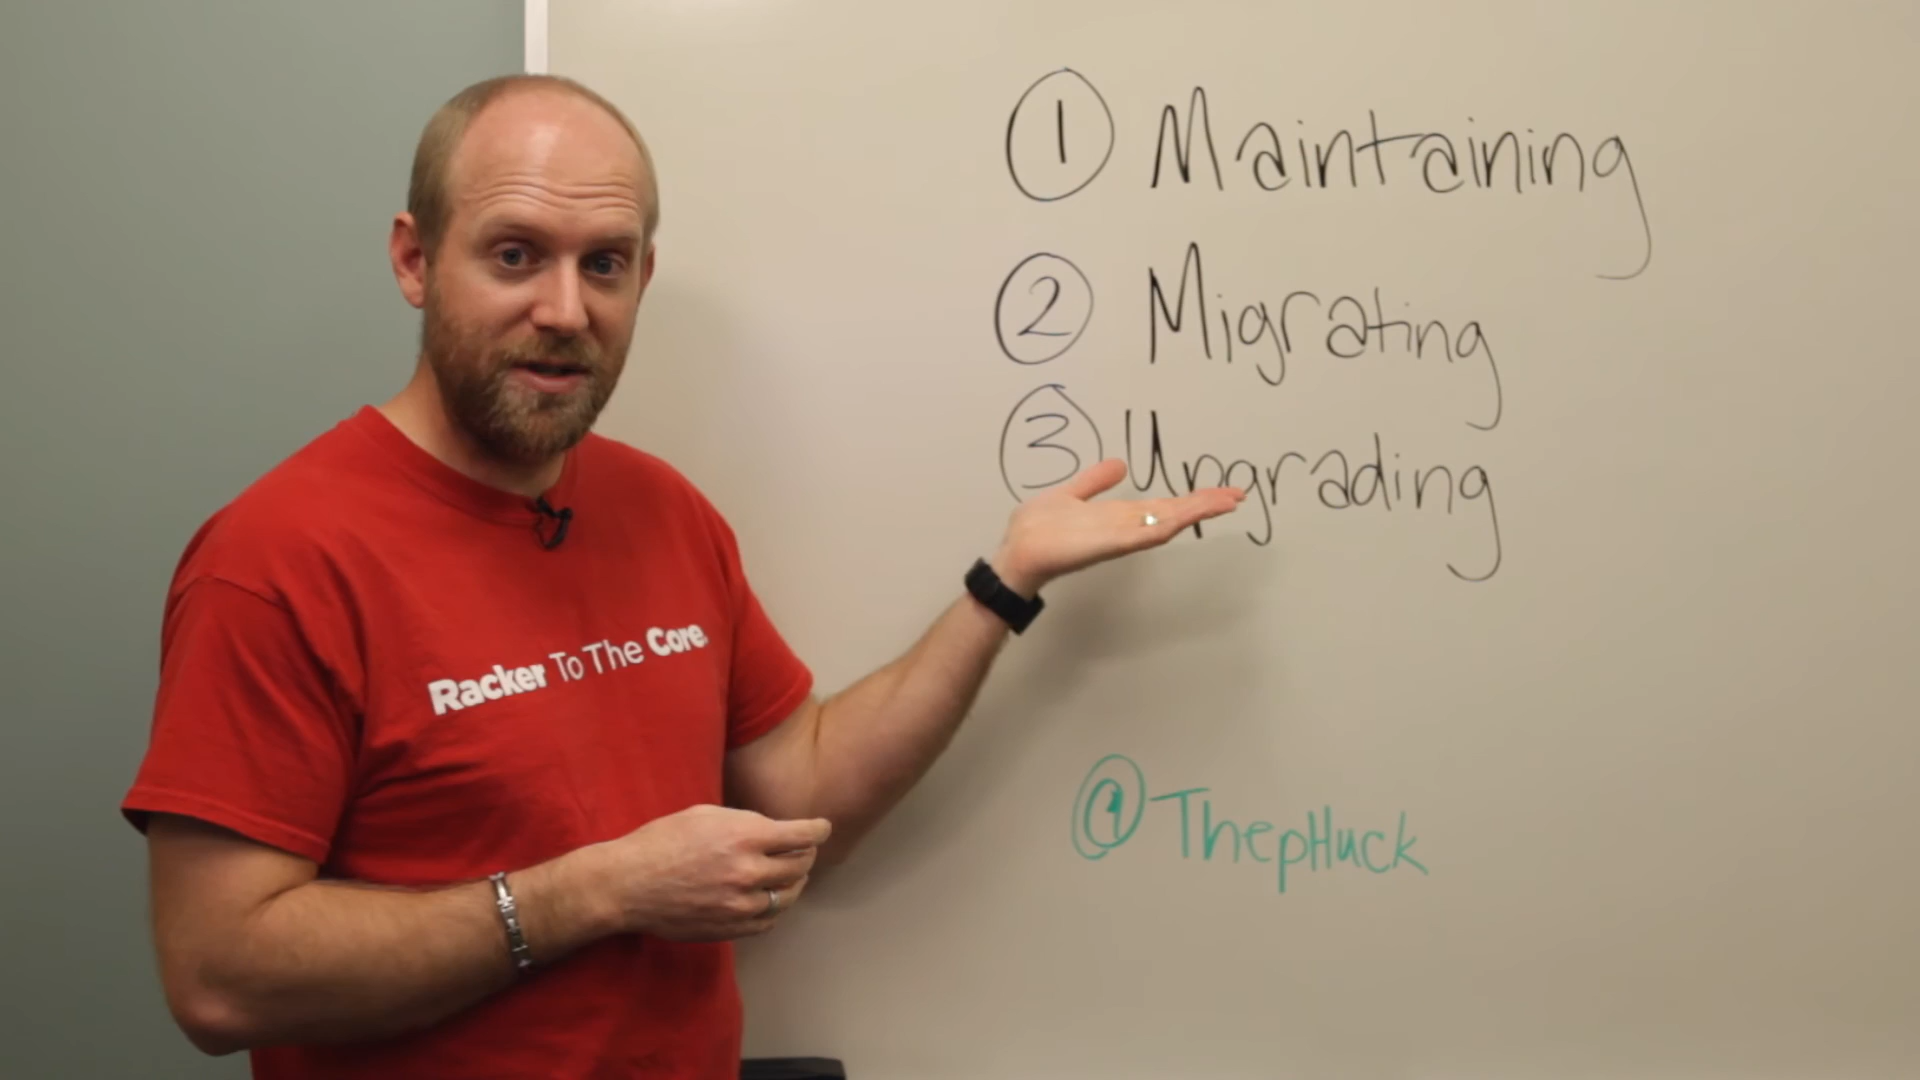 1 Maintaining
2 Migrating
3 Upgrading
Racker To The Core.
@ThepHuck